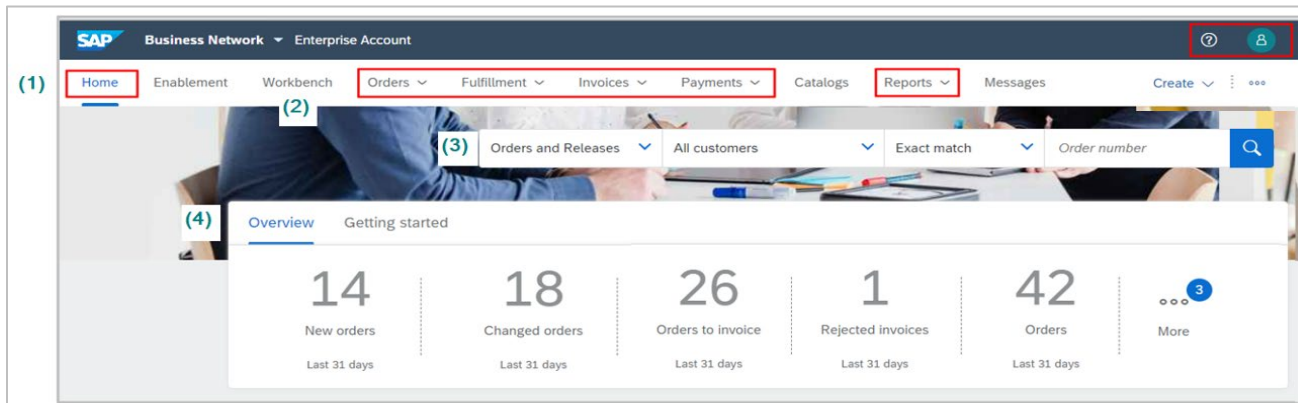 SAP Business Network Enterprise Account
(1) Home Enablement Workbench Orders Fulfillment Invoices Payments Catalogs Reports Messages Create
(2)
(3) Orders and Releases All customers Exact match Order number
(4) Overview Getting started
14 18 26 1 42 3
New orders Changed orders Orders to invoice Rejected invoices Orders More
Last 31 days Last 31 days Last 31 days Last 31 days Last 31 days